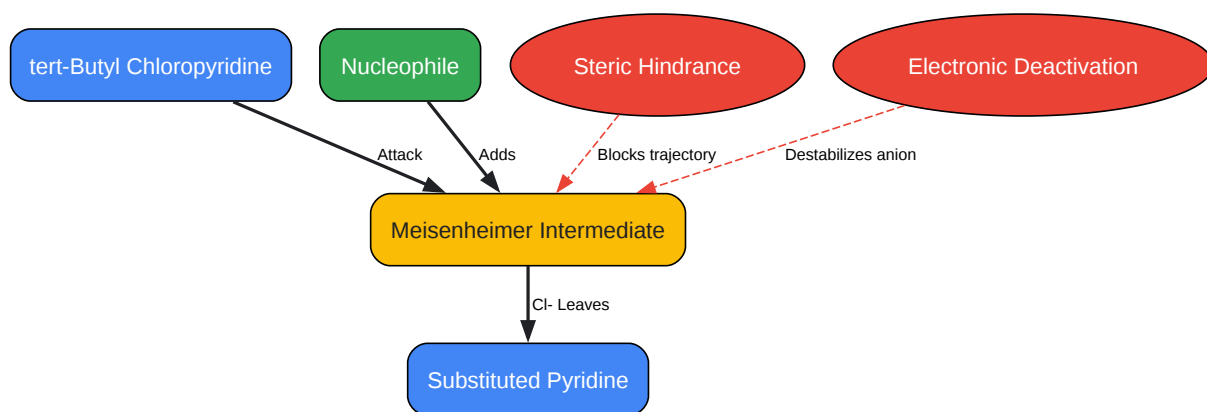 tert-Butyl Chloropyridine
Nucleophile
Steric Hindrance
Electronic Deactivation
Attack
Adds
Blocks trajectory
Destabilizes anion
Meisenheimer Intermediate
Cl- Leaves
Substituted Pyridine